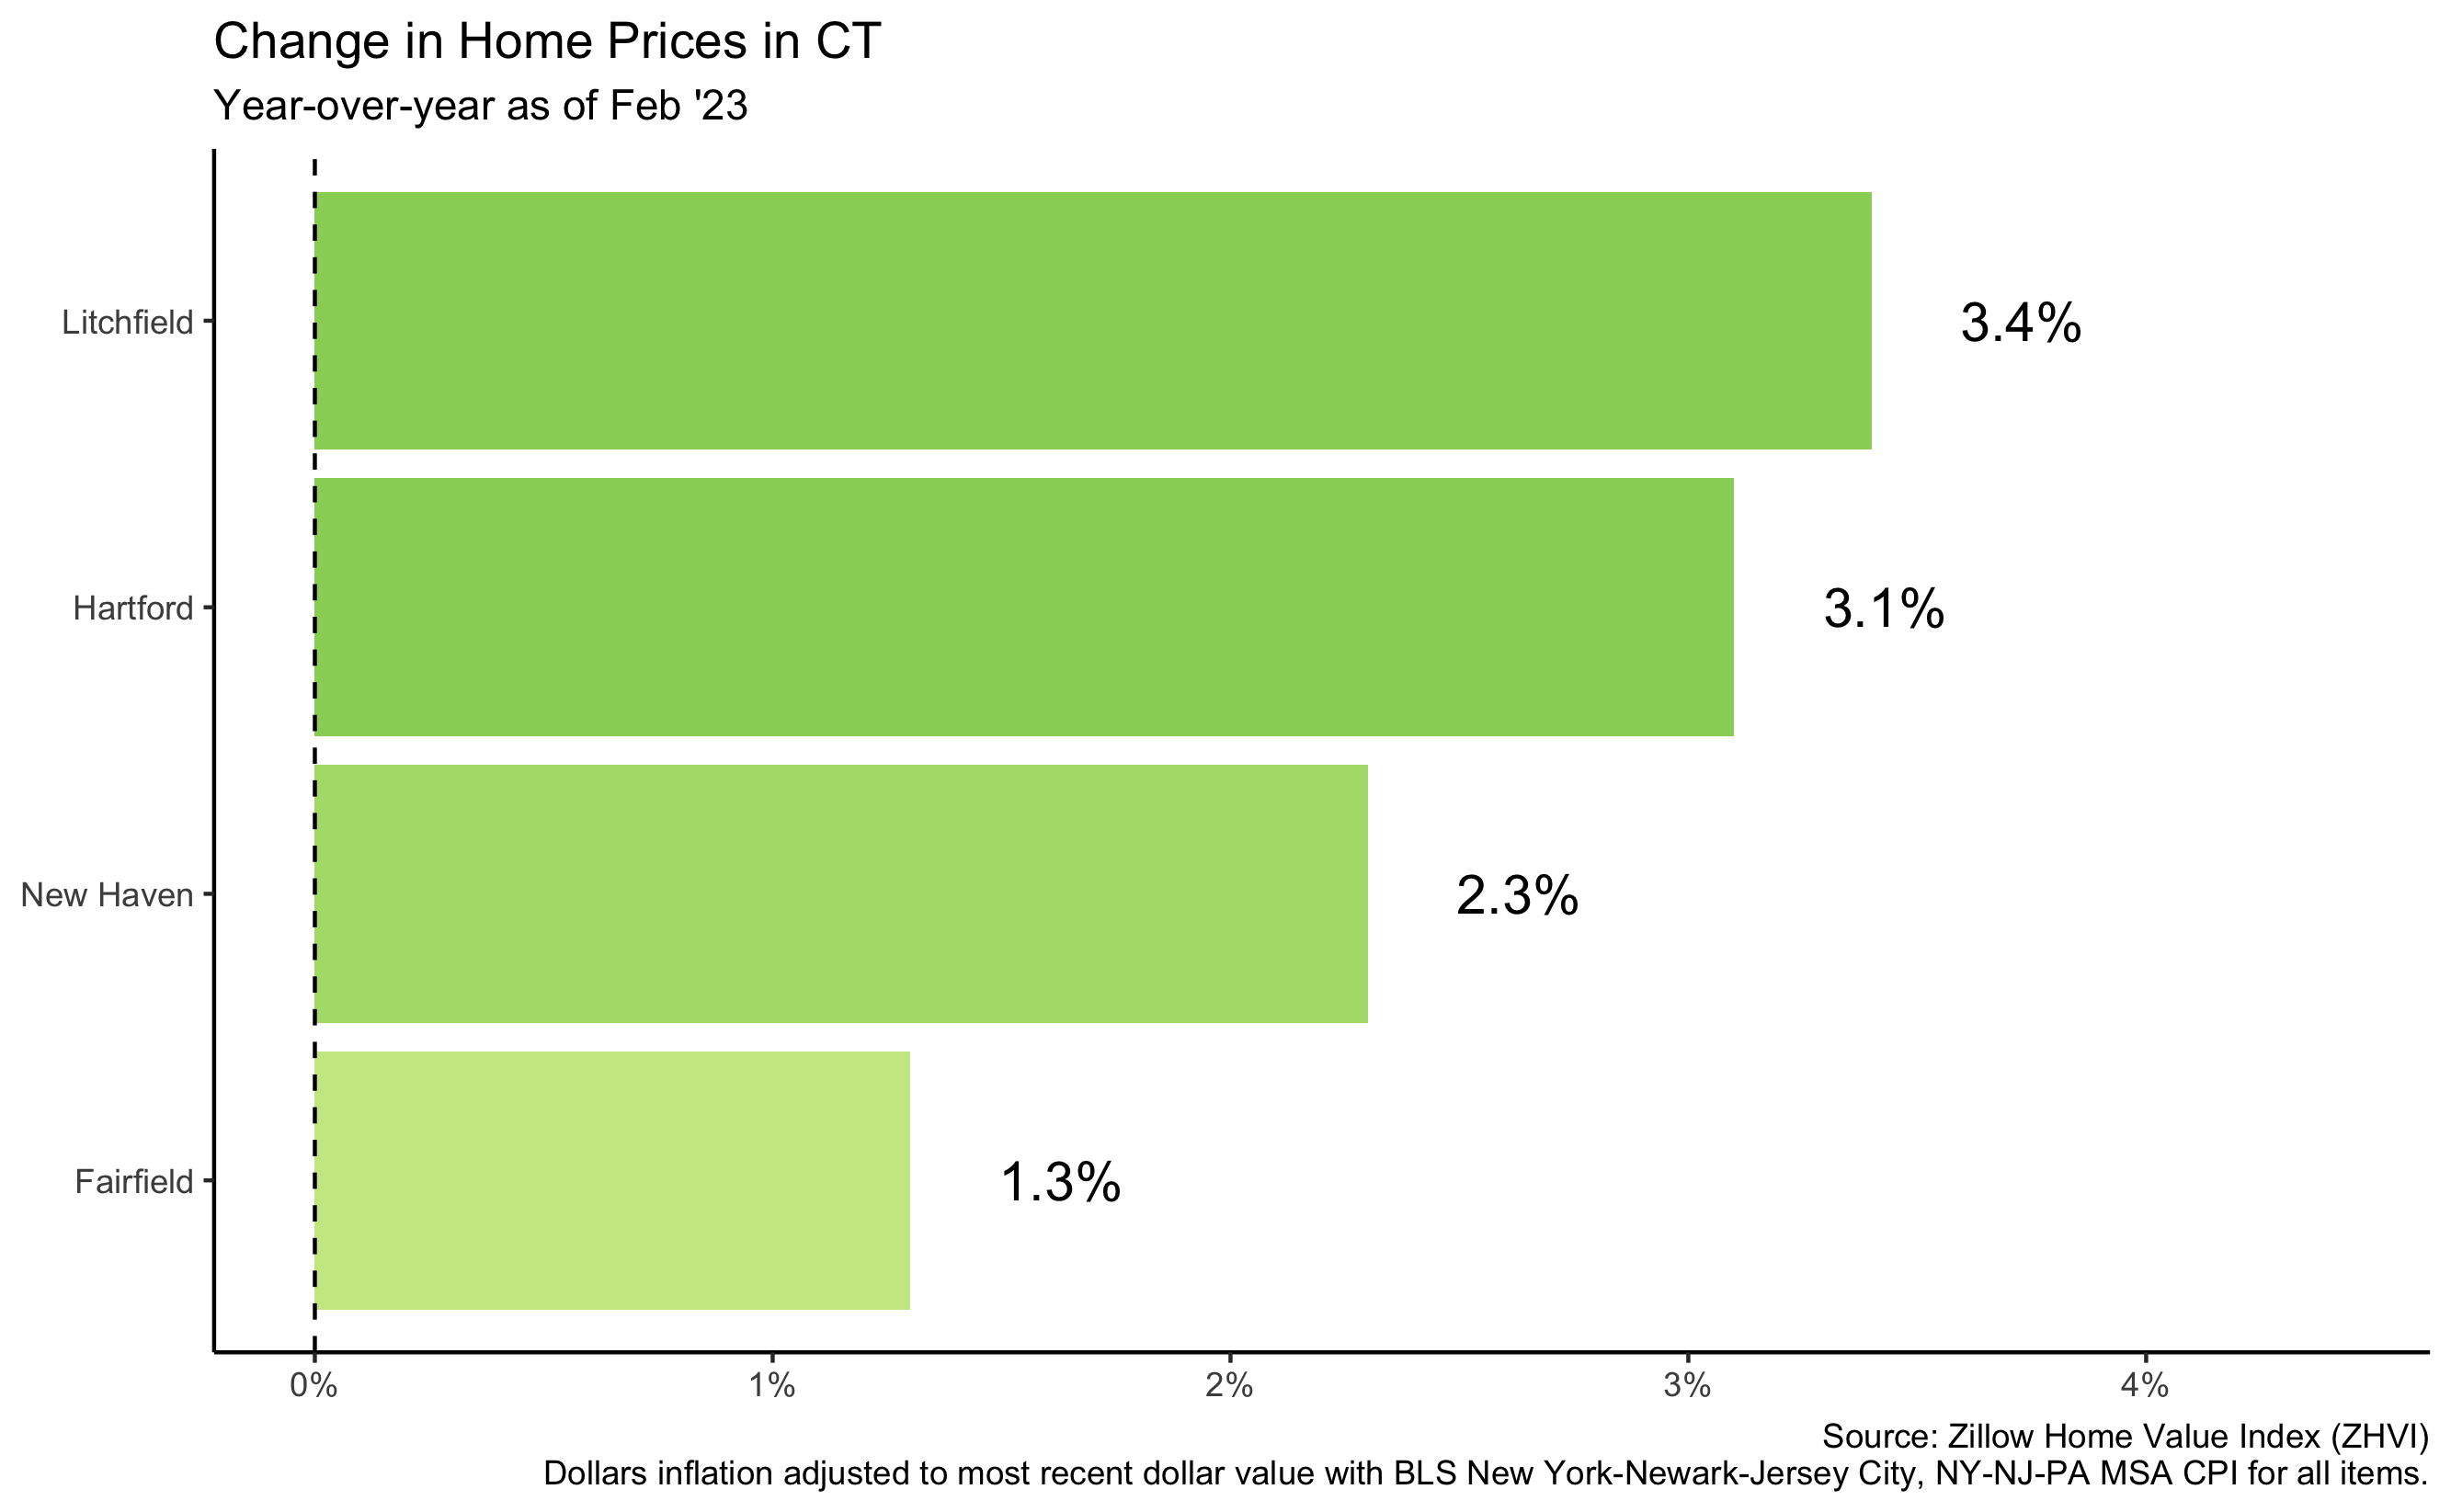 Change in Home Prices in CT
Year-over-year as of Feb '23
Litchfield
3.4%
Hartford
3.1%
New Haven
2.3%
Fairfield
1.3%
0% 1% 2% 3% 4%
Source: Zillow Home Value Index (ZHVI)
Dollars inflation adjusted to most recent dollar value with BLS New York-Newark-Jersey City, NY-NJ-PA MSA CPI for all items.